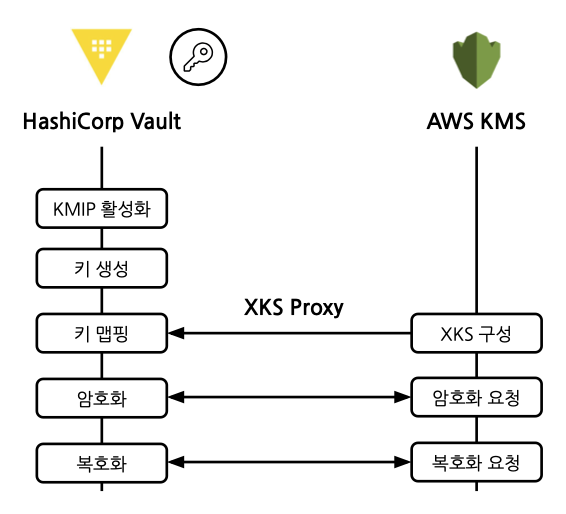 HashiCorp Vault
AWS KMS
KMIP 활성화
키 생성
XKS Proxy
키 맵핑
XKS 구성
암호화
암호화 요청
복호화
복호화 요청